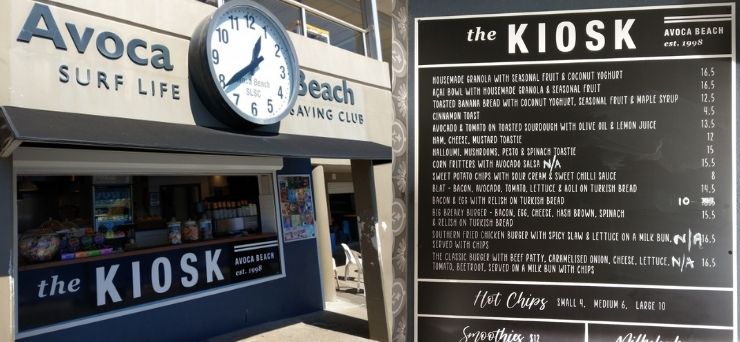 Avoca Beach
SURF LIFE SAVING CLUB
12
1
2
3
4
5
6
7
8
9
10
11
Beach
SLSC
the KIOSK
AVOCA BEACH
est. 1998
the KIOSK
AVOCA BEACH
est. 1998
HOUSEMADE GRANOLA WITH SEASONAL FRUIT & COCONUT YOGHURT 16.5
AÇAI BOWL WITH HOUSEMADE GRANOLA & SEASONAL FRUIT 16.5
TOASTED BANANA BREAD WITH COCONUT YOGHURT, SEASONAL FRUIT & MAPLE SYRUP 12.5
CINNAMON TOAST 4.5
AVOCADO & TOMATO ON TOASTED SOURDOUGH WITH OLIVE OIL & LEMON JUICE 13.5
HAM, CHEESE, MUSTARD TOASTIE 12
HALLOUMI, MUSHROOMS, PESTO & SPINACH TOASTIE 15
CORN FRITTERS WITH AVOCADO SALSA N/A 15.5
SWEET POTATO CHIPS WITH SOUR CREAM & SWEET CHILLI SAUCE 8
BLAT - BACON, AVOCADO, TOMATO, LETTUCE & AOLI ON TURKISH BREAD 14.5
BACON & EGG WITH RELISH ON TURKISH BREAD 10
BIG BREAKY BURGER - BACON, EGG, CHEESE, HASH BROWN, SPINACH 15.5
& RELISH ON TURKISH BREAD
SOUTHERN FRIED CHICKEN BURGER WITH SPICY SLAW & LETTUCE ON A MILK BUN, N/A 16.5
SERVED WITH CHIPS
THE CLASSIC BURGER WITH BEEF PATTY, CARAMELISED ONION, CHEESE, LETTUCE, N/A 16.5
TOMATO, BEETROOT, SERVED ON A MILK BUN WITH CHIPS
Hot Chips SMALL 4, MEDIUM 6, LARGE 10
Smoothies $12